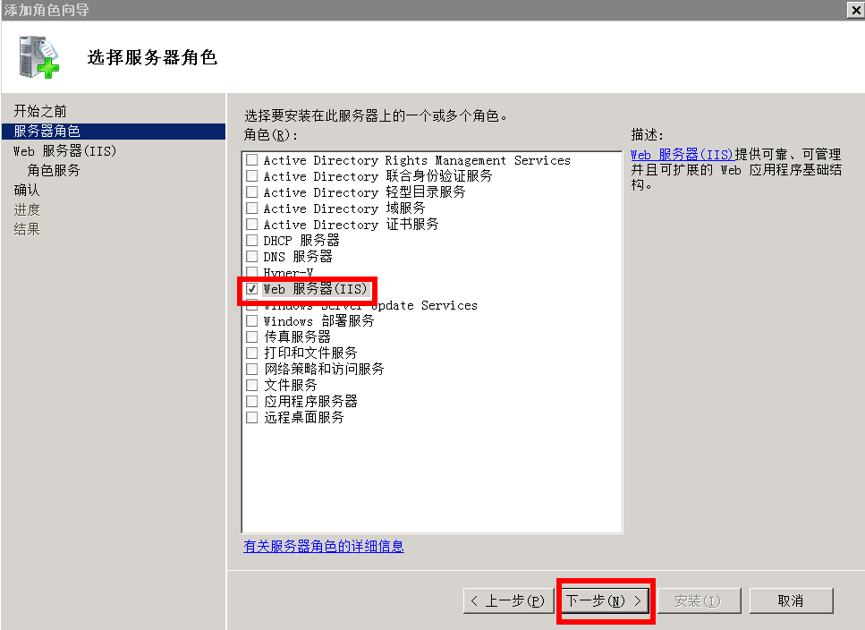 添加角色向导
选择服务器角色
开始之前
服务器角色
Web 服务器(IIS)
角色服务
确认
进度
结果
选择要安装在此服务器上的一个或多个角色。
角色(R):
Active Directory Rights Management Services
Active Directory 联合身份验证服务
Active Directory 轻型目录服务
Active Directory 域服务
Active Directory 证书服务
DHCP 服务器
DNS 服务器
Hyper-V
Web 服务器(IIS)
Windows Server Update Services
Windows 部署服务
传真服务器
打印和文件服务
网络策略和访问服务
文件服务
应用程序服务器
远程桌面服务
有关服务器角色的详细信息
描述:
Web 服务器(IIS)提供可靠、可管理
并且可扩展的 Web 应用程序基础结
构。
< 上一步(P)
下一步(N) >
安装(I)
取消